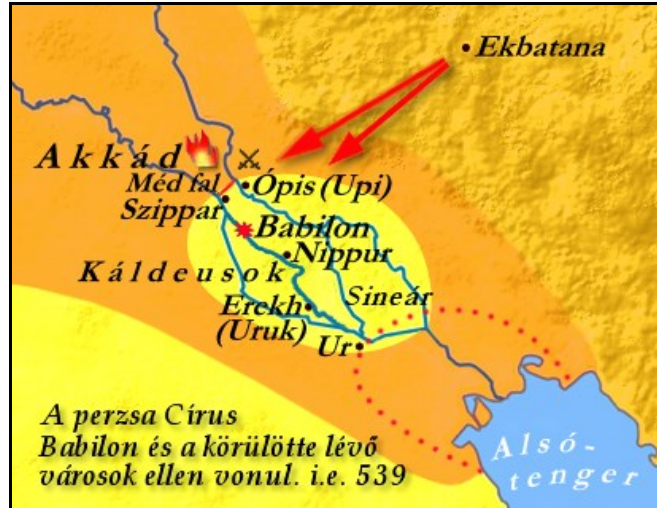 Ekbatana
Akkád
Ópis (Upi)
Méd fal
Szippar
Babilon
Nippur
Káldeusok
Sineár
Erekh
(Uruk)
Ur
A perzsa Círus
Babilon és a körülötte lévő
városok ellen vonul. i.e. 539
Alsó-
tenger